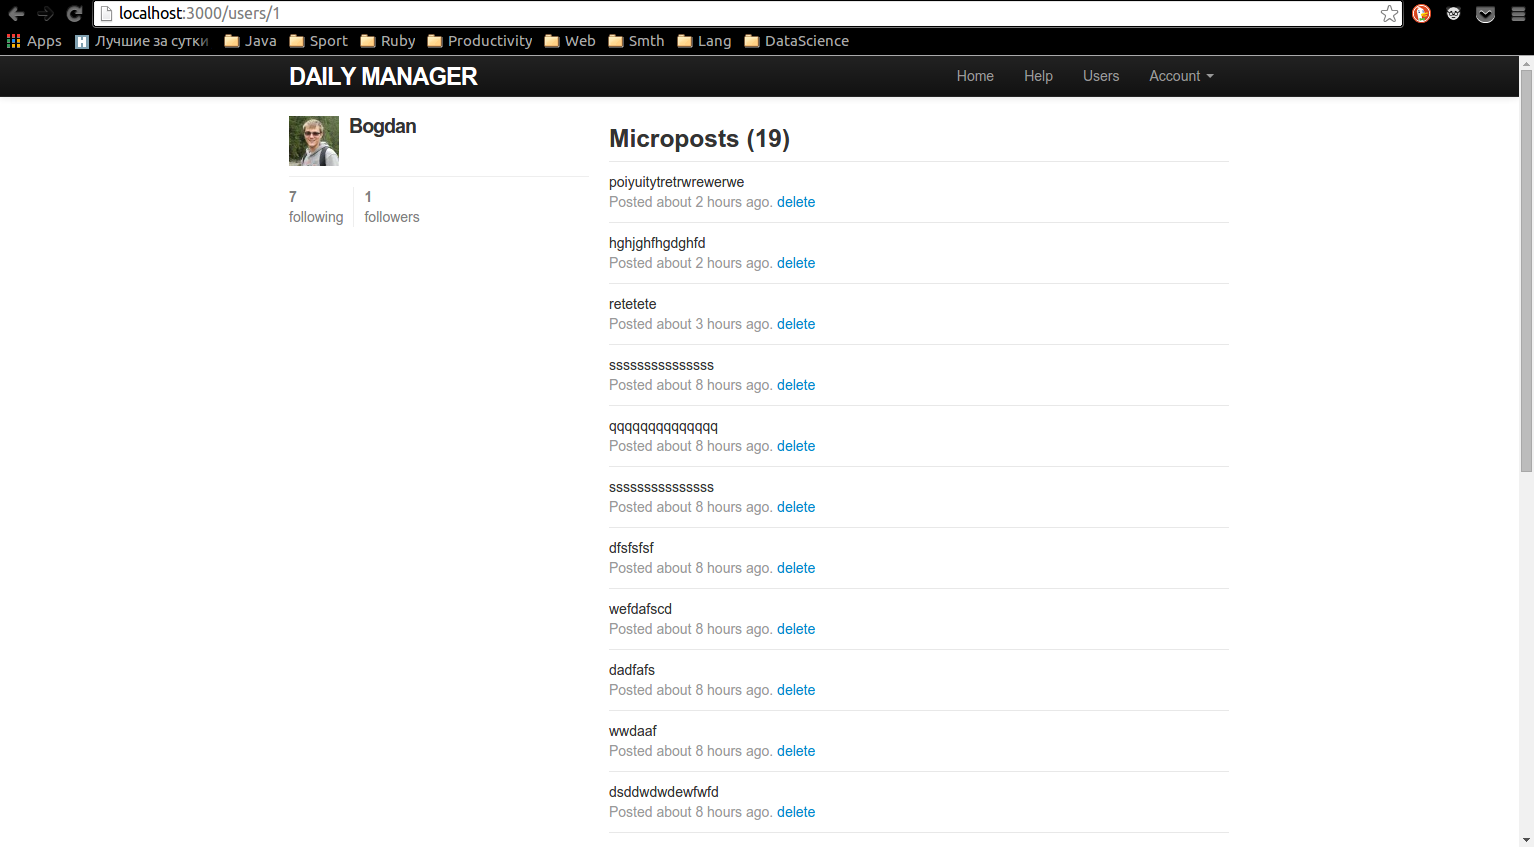 localhost:3000/users/1
Apps Лучшие за сутки Java Sport Ruby Productivity Web Smth Lang DataScience
DAILY MANAGER Home Help Users Account
Bogdan
7 1
following followers
Microposts (19)
poiyuitytretrwrewerwe
Posted about 2 hours ago. delete
hghjghfhgdghfd
Posted about 2 hours ago. delete
retetete
Posted about 3 hours ago. delete
sssssssssssssss
Posted about 8 hours ago. delete
qqqqqqqqqqqqqq
Posted about 8 hours ago. delete
sssssssssssssss
Posted about 8 hours ago. delete
dfsfsfsf
Posted about 8 hours ago. delete
wefdafscd
Posted about 8 hours ago. delete
dadfafs
Posted about 8 hours ago. delete
wwdaaf
Posted about 8 hours ago. delete
dsddwdwdewfwfd
Posted about 8 hours ago. delete